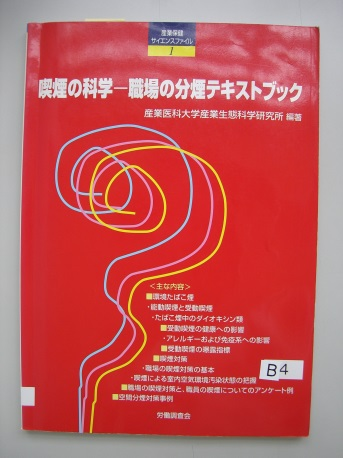 産業保健
サイエンスファイル
1
喫煙の科学―職場の分煙テキストブック
産業医科大学産業生態科学研究所 編著
<主な内容>
■環境たばこ煙
・能動喫煙と受動喫煙
・たばこ煙中のダイオキシン類
■受動喫煙の健康への影響
・アレルギーおよび免疫系への影響
■受動喫煙の曝露指標
■喫煙対策
・職場の喫煙対策の基本
・喫煙による室内空気環境汚染状態の把握
■職場の喫煙対策と、職員の喫煙についてのアンケート例
■空間分煙対策事例
B4
労働調査会